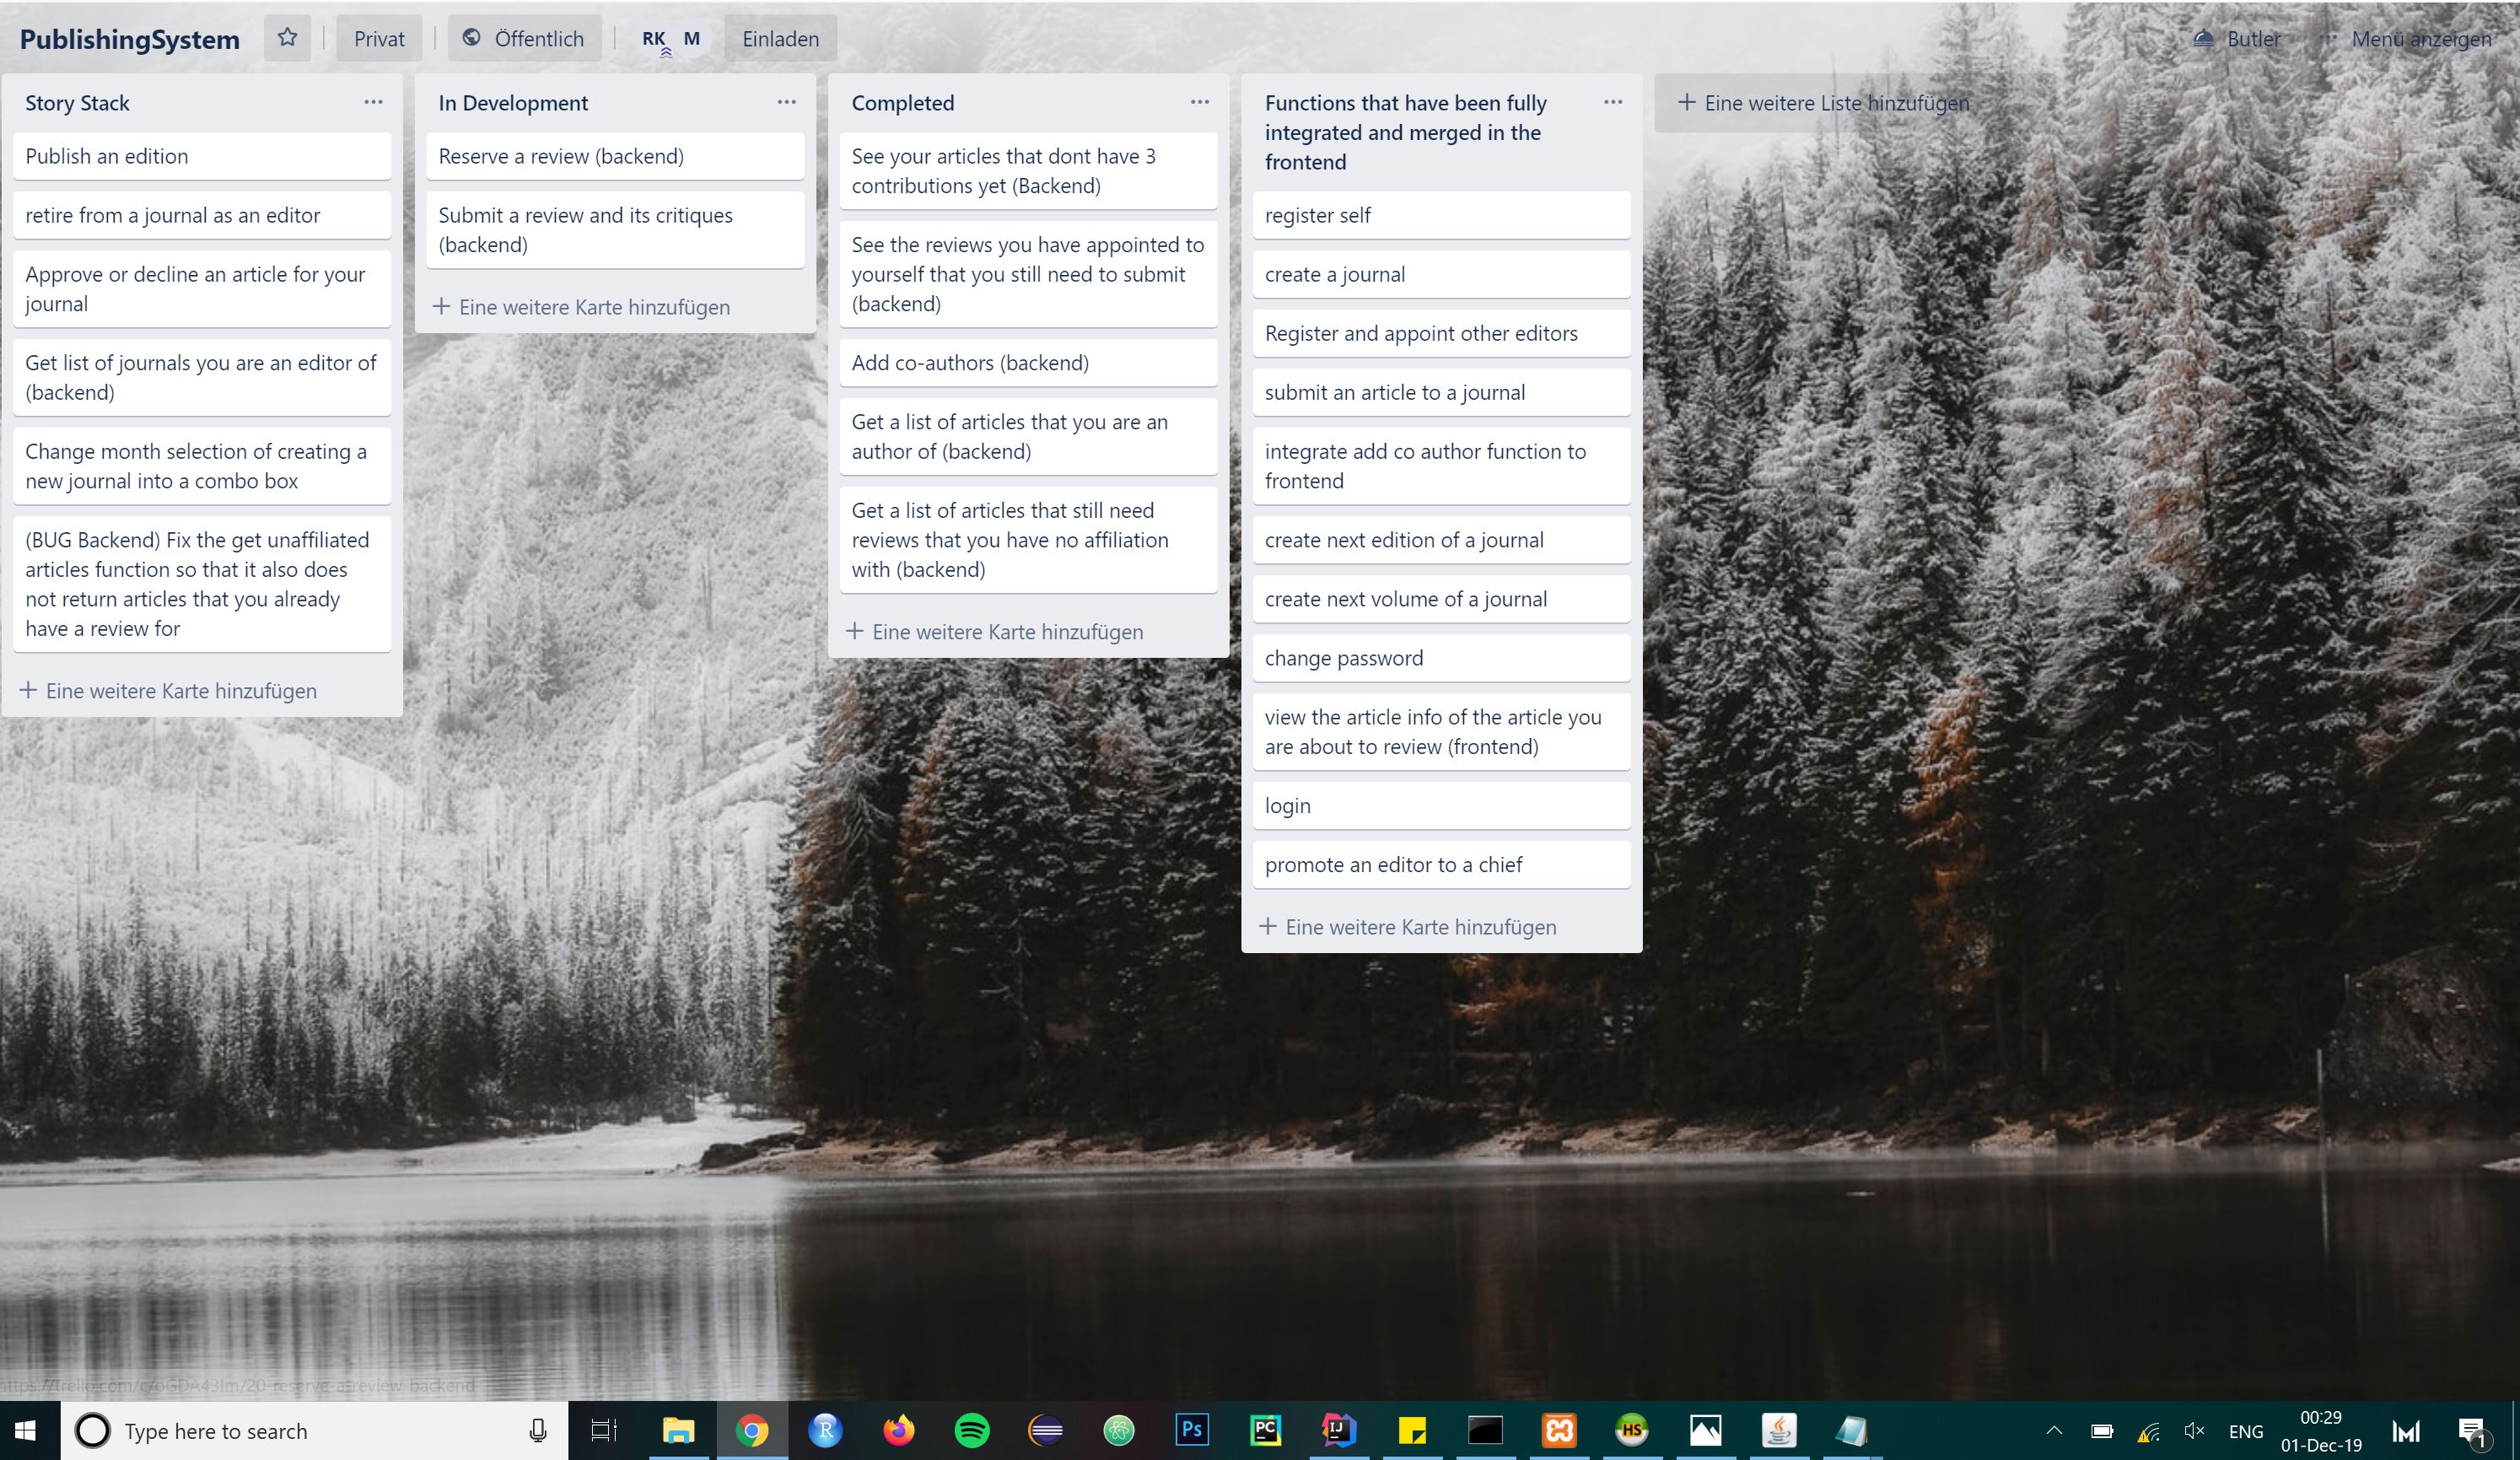 PublishingSystem
Privat
Öffentlich
RK
M
Einladen
Butler
Menü anzeigen
Story Stack
Publish an edition
retire from a journal as an editor
Approve or decline an article for your
journal
Get list of journals you are an editor of
(backend)
Change month selection of creating a
new journal into a combo box
(BUG Backend) Fix the get unaffiliated
articles function so that it also does
not return articles that you already
have a review for
+ Eine weitere Karte hinzufügen
In Development
Reserve a review (backend)
Submit a review and its critiques
(backend)
+ Eine weitere Karte hinzufügen
Completed
See your articles that dont have 3
contributions yet (Backend)
See the reviews you have appointed to
yourself that you still need to submit
(backend)
Add co-authors (backend)
Get a list of articles that you are an
author of (backend)
Get a list of articles that still need
reviews that you have no affiliation
with (backend)
+ Eine weitere Karte hinzufügen
Functions that have been fully
integrated and merged in the
frontend
register self
create a journal
Register and appoint other editors
submit an article to a journal
integrate add co author function to
frontend
create next edition of a journal
create next volume of a journal
change password
view the article info of the article you
are about to review (frontend)
login
promote an editor to a chief
+ Eine weitere Karte hinzufügen
+ Eine weitere Liste hinzufügen
Type here to search
R
Ps
PC
IJ
HS
ENG
00:29
01-Dec-19
1